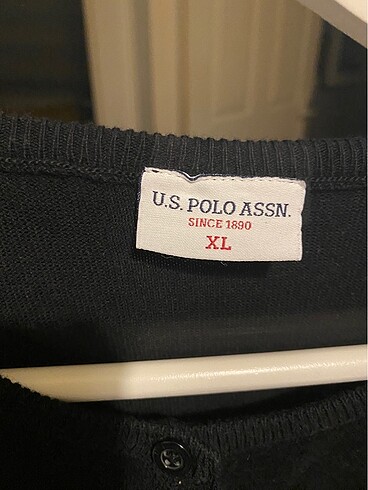 U.S. POLO ASSN.
SINCE 1890
XL